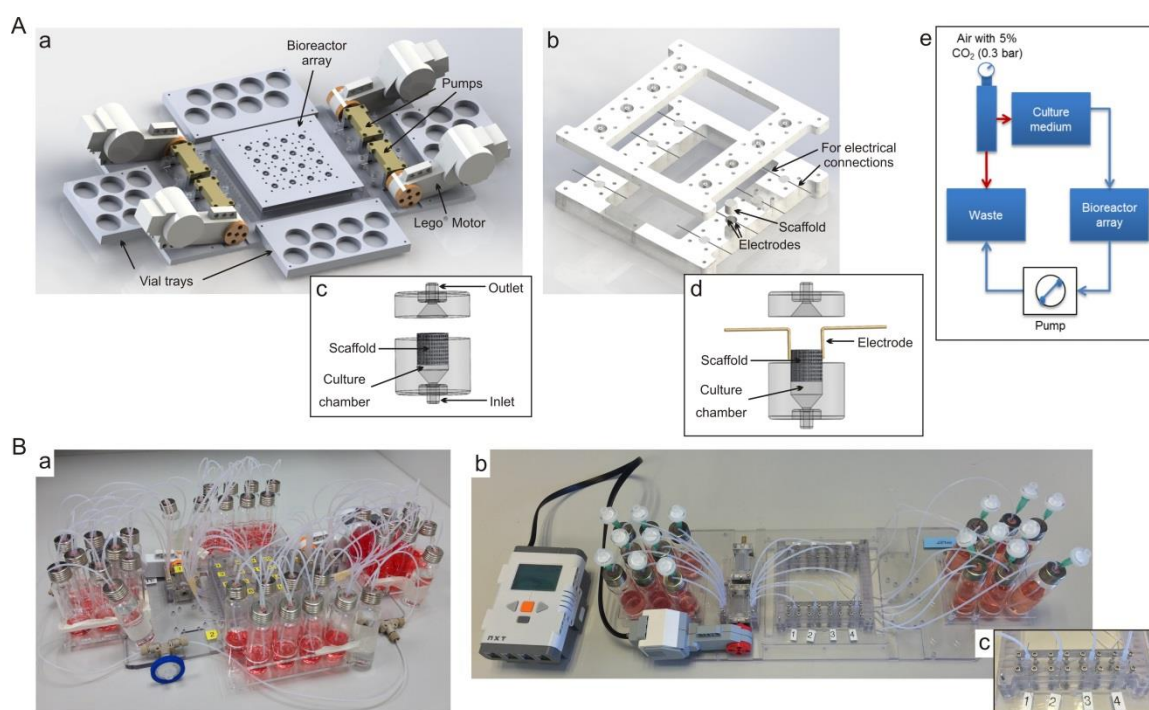 A
a
Bioreactor
array
Pumps
Lego® Motor
Vial trays
b
For electrical
connections
Scaffold
Electrodes
c
Outlet
Scaffold
Culture
chamber
Inlet
d
Electrode
Scaffold
Culture
chamber
e
Air with 5%
CO₂ (0.3 bar)
Culture
medium
Waste
Bioreactor
array
Pump
B
a
2
b
NXT
1 2 3 4
c
1 2 3 4